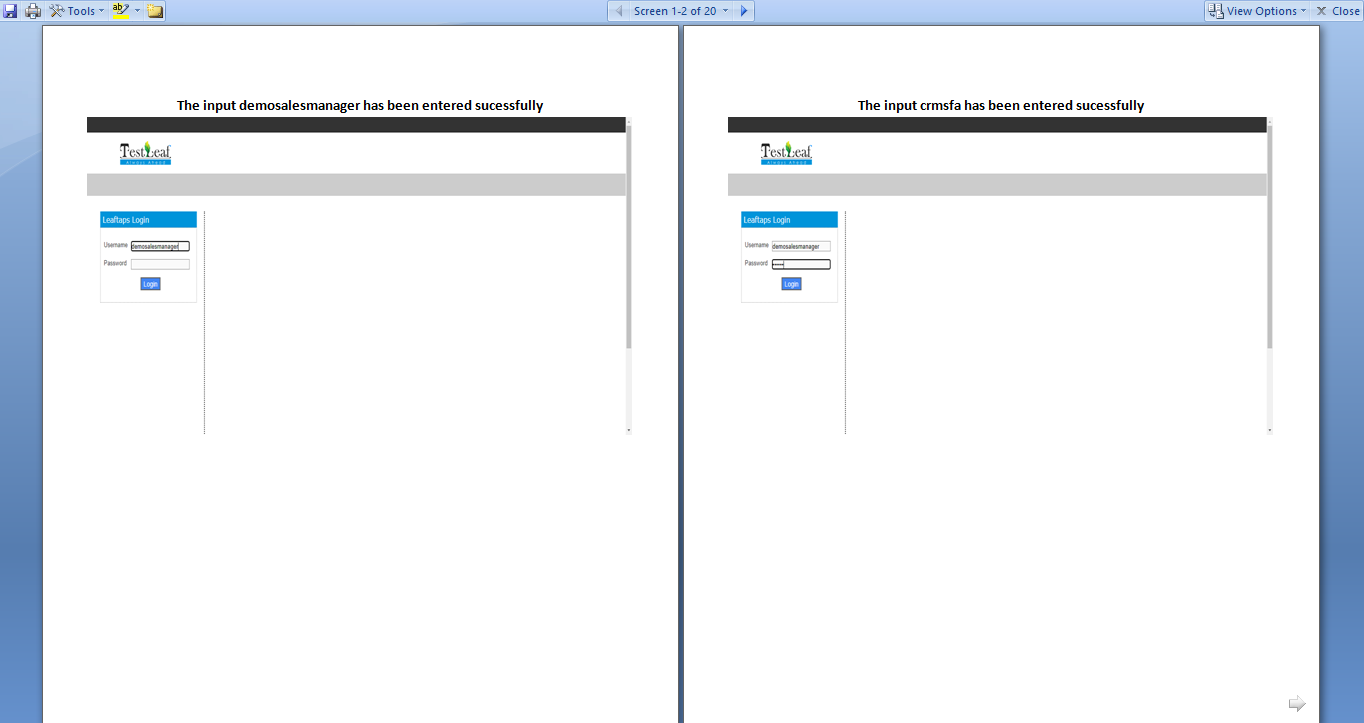 Tools
Screen 1-2 of 20
View Options
Close
The input demosalesmanager has been entered sucessfully
TestLeaf
Leaftaps Login
Username demosalesmanager
Password
Login
The input crmsfa has been entered sucessfully
TestLeaf
Leaftaps Login
Username demosalesmanager
Password
Login